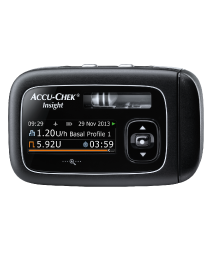 ACCU-CHEK®
Insight
09:29 29 Nov 2013
1.20U/h Basal Profile 1
5.92U 03:59